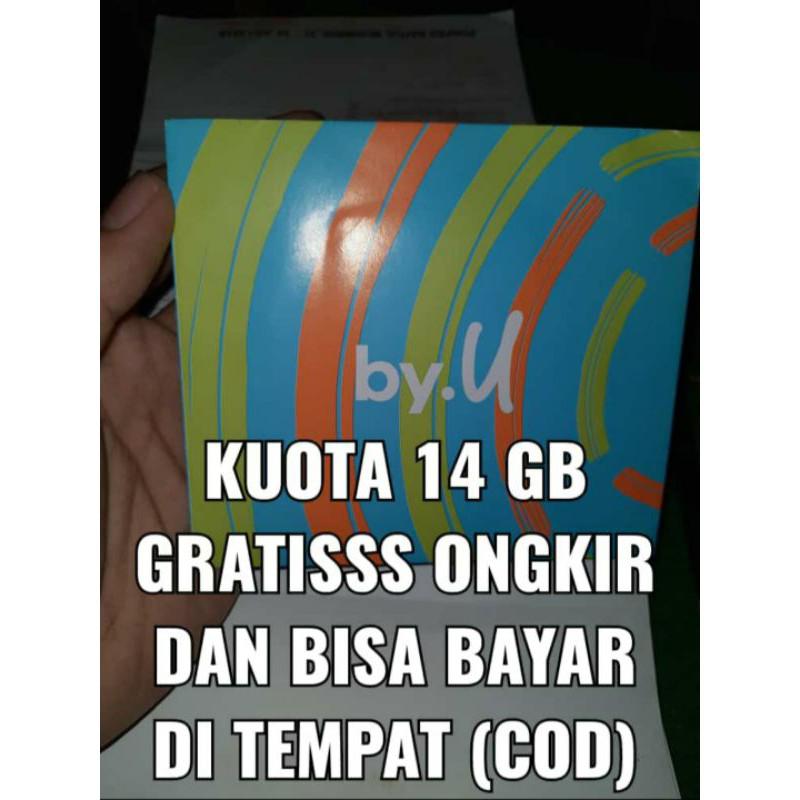 by.U
KUOTA 14 GB
GRATISSS ONGKIR
DAN BISA BAYAR
DI TEMPAT (COD)